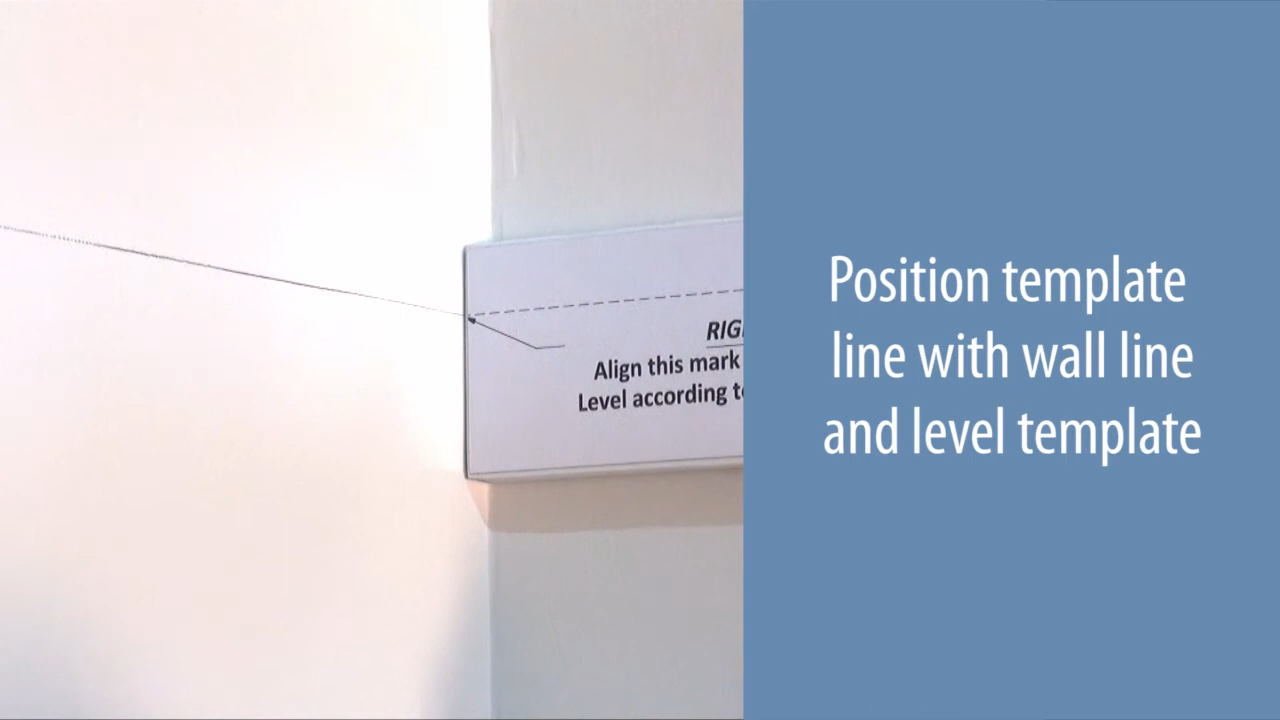 Align this mark
Level according
Position template
line with wall line
and level template